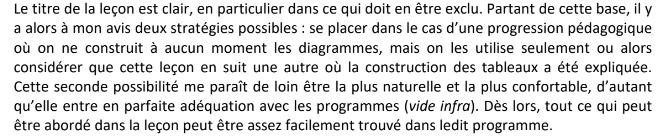 Le titre de la leçon est clair, en particulier dans ce qui doit en être exclu. Partant de cette base, il y
a alors à mon avis deux stratégies possibles : se placer dans le cas d'une progression pédagogique
où on ne construit à aucun moment les diagrammes, mais on les utilise seulement ou alors
considérer que cette leçon en suit une autre où la construction des tableaux a été expliquée.
Cette seconde possibilité me paraît de loin être la plus naturelle et la plus confortable, d'autant
qu'elle entre en parfaite adéquation avec les programmes (vide infra). Dès lors, tout ce qui peut
être abordé dans la leçon peut être assez facilement trouvé dans ledit programme.